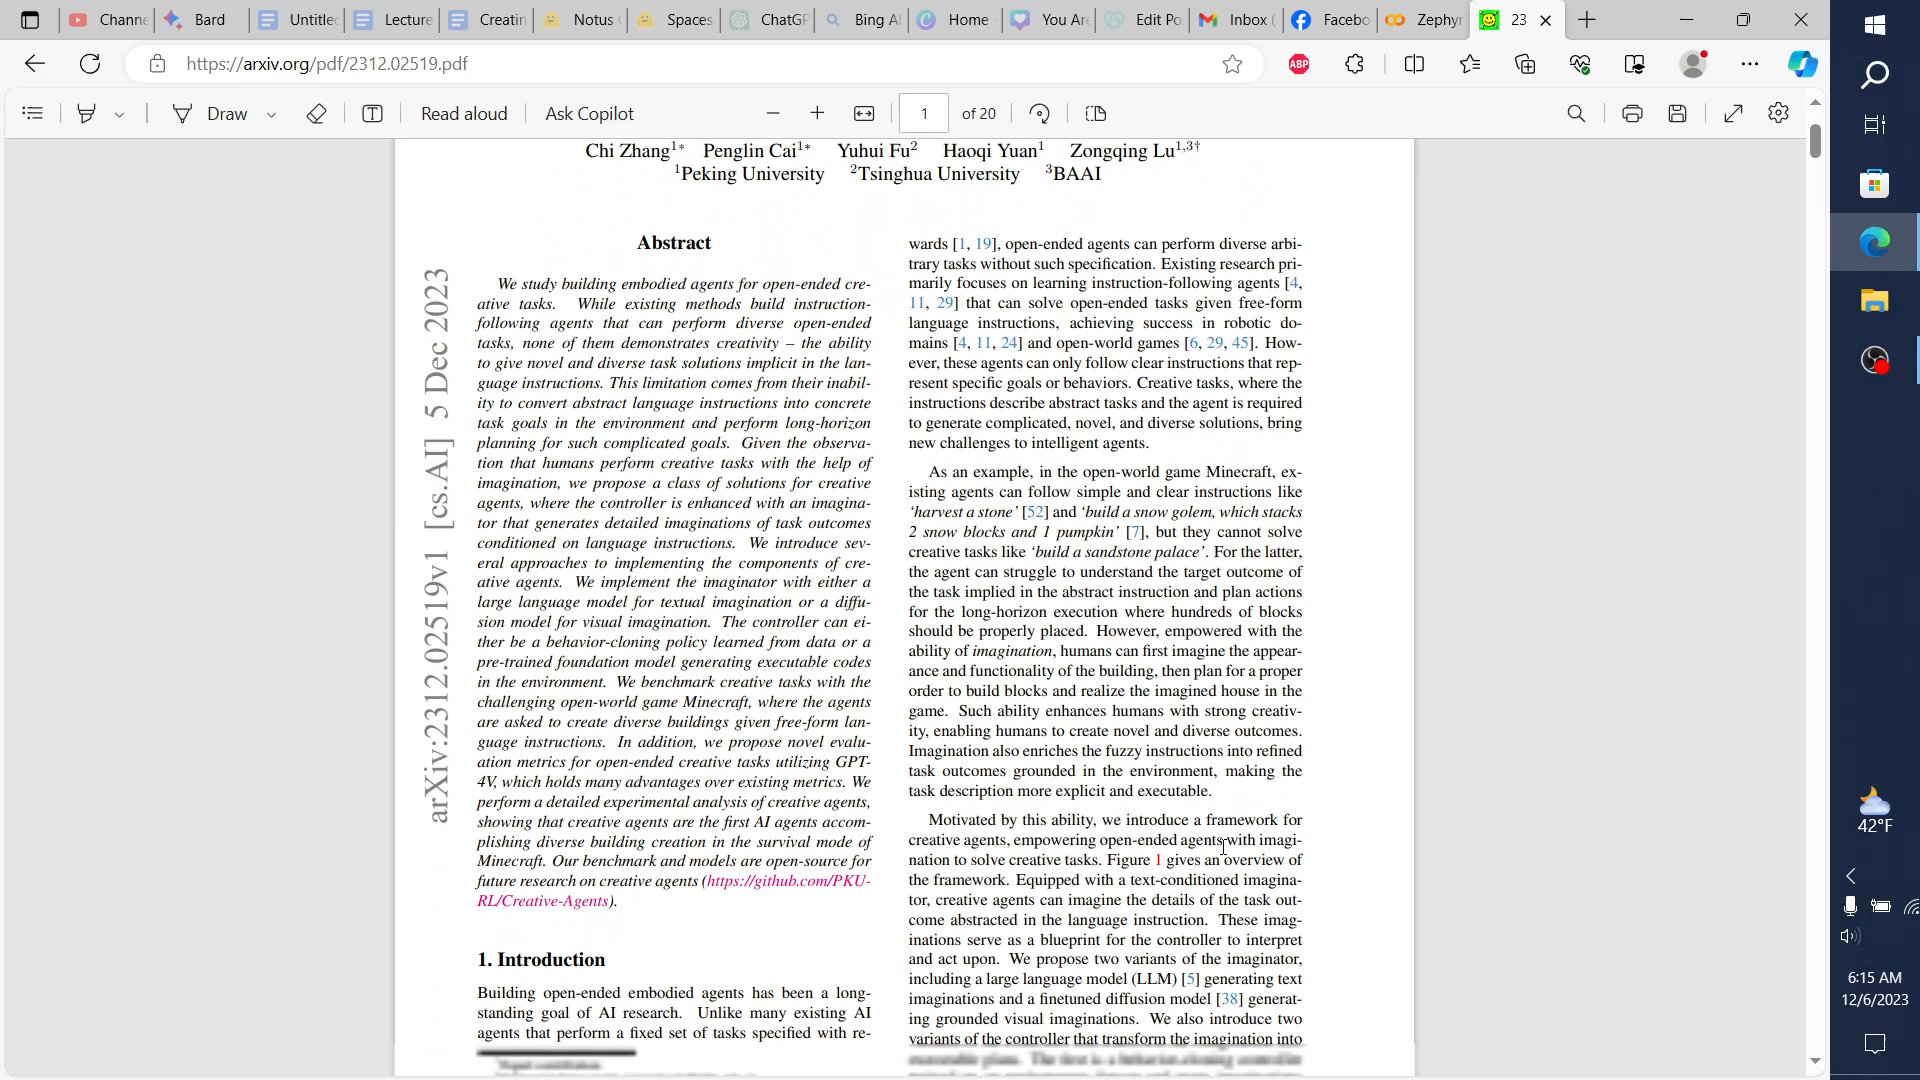 Channe
Bard
Untitled
Lecture
Creatin
Notus
Spaces
ChatGP
Bing AI
Home
You Are
Edit Po
Inbox (
Facebo
Zephyr
23
https://arxiv.org/pdf/2312.02519.pdf
ABP
Draw
Read aloud
Ask Copilot
1
of 20
Chi Zhang1* Penglin Cai1* Yuhui Fu2 Haoqi Yuan1 Zongqing Lu1,3†
1Peking University 2Tsinghua University 3BAAI
arXiv:2312.02519v1 [cs.AI] 5 Dec 2023
Abstract
We study building embodied agents for open-ended cre-
ative tasks. While existing methods build instruction-
following agents that can perform diverse open-ended
tasks, none of them demonstrates creativity – the ability
to give novel and diverse task solutions implicit in the lan-
guage instructions. This limitation comes from their inabil-
ity to convert abstract language instructions into concrete
task goals in the environment and perform long-horizon
planning for such complicated goals. Given the observa-
tion that humans perform creative tasks with the help of
imagination, we propose a class of solutions for creative
agents, where the controller is enhanced with an imagina-
tor that generates detailed imaginations of task outcomes
conditioned on language instructions. We introduce sev-
eral approaches to implementing the components of cre-
ative agents. We implement the imaginator with either a
large language model for textual imagination or a diffu-
sion model for visual imagination. The controller can ei-
ther be a behavior-cloning policy learned from data or a
pre-trained foundation model generating executable codes
in the environment. We benchmark creative tasks with the
challenging open-world game Minecraft, where the agents
are asked to create diverse buildings given free-form lan-
guage instructions. In addition, we propose novel evalu-
ation metrics for open-ended creative tasks utilizing GPT-
4V, which holds many advantages over existing metrics. We
perform a detailed experimental analysis of creative agents,
showing that creative agents are the first AI agents accom-
plishing diverse building creation in the survival mode of
Minecraft. Our benchmark and models are open-source for
future research on creative agents (https://github.com/PKU-
RL/Creative-Agents).
1. Introduction
Building open-ended embodied agents has been a long-
standing goal of AI research. Unlike many existing AI
agents that perform a fixed set of tasks specified with re-
wards [1, 19], open-ended agents can perform diverse arbi-
trary tasks without such specification. Existing research pri-
marily focuses on learning instruction-following agents [4,
11, 29] that can solve open-ended tasks given free-form
language instructions, achieving success in robotic do-
mains [4, 11, 24] and open-world games [6, 29, 45]. How-
ever, these agents can only follow clear instructions that rep-
resent specific goals or behaviors. Creative tasks, where the
instructions describe abstract tasks and the agent is required
to generate complicated, novel, and diverse solutions, bring
new challenges to intelligent agents.
As an example, in the open-world game Minecraft, ex-
isting agents can follow simple and clear instructions like
‘harvest a stone’ [52] and ‘build a snow golem, which stacks
2 snow blocks and 1 pumpkin’ [7], but they cannot solve
creative tasks like ‘build a sandstone palace’. For the latter,
the agent can struggle to understand the target outcome of
the task implied in the abstract instruction and plan actions
for the long-horizon execution where hundreds of blocks
should be properly placed. However, empowered with the
ability of imagination, humans can first imagine the appear-
ance and functionality of the building, then plan for a proper
order to build blocks and realize the imagined house in the
game. Such ability enhances humans with strong creativ-
ity, enabling humans to create novel and diverse outcomes.
Imagination also enriches the fuzzy instructions into refined
task outcomes grounded in the environment, making the
task description more explicit and executable.
Motivated by this ability, we introduce a framework for
creative agents, empowering open-ended agents with imagi-
nation to solve creative tasks. Figure 1 gives an overview of
the framework. Equipped with a text-conditioned imagina-
tor, creative agents can imagine the details of the task out-
come abstracted in the language instruction. These imag-
inations serve as a blueprint for the controller to interpret
and act upon. We propose two variants of the imaginator,
including a large language model (LLM) [5] generating text
imaginations and a finetuned diffusion model [38] generat-
ing grounded visual imaginations. We also introduce two
variants of the controller that transform the imagination into
42°F
6:15 AM
12/6/2023